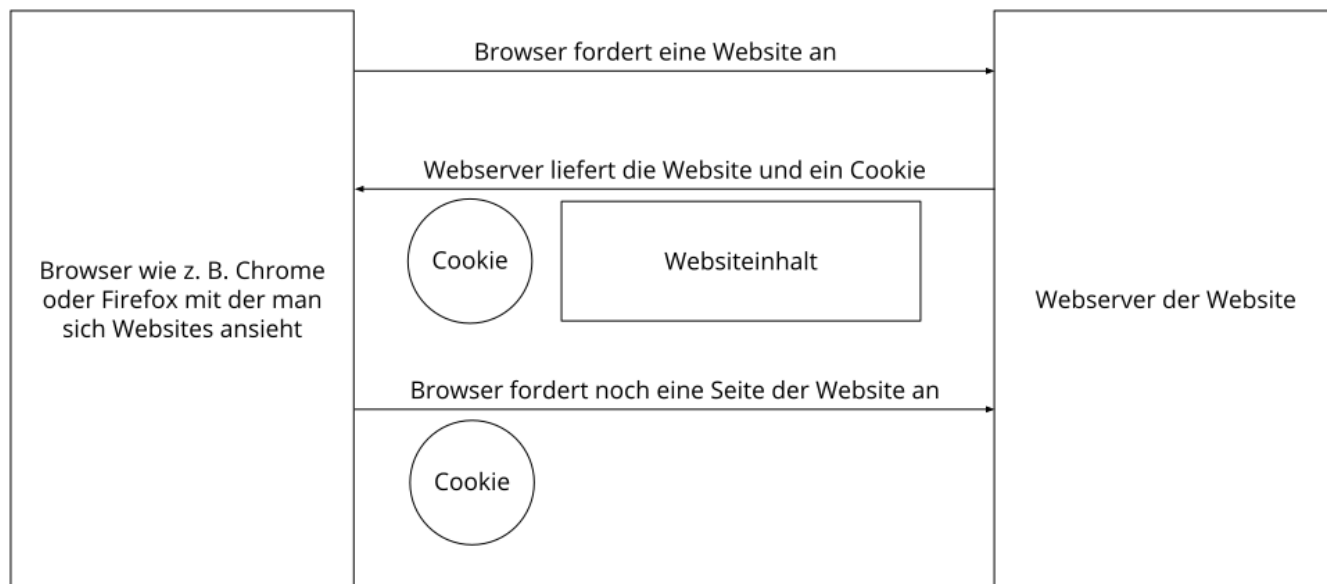 Browser fordert eine Website an
Webserver liefert die Website und ein Cookie
Cookie
Websiteinhalt
Browser wie z. B. Chrome
oder Firefox mit der man
sich Websites ansieht
Webserver der Website
Browser fordert noch eine Seite der Website an
Cookie